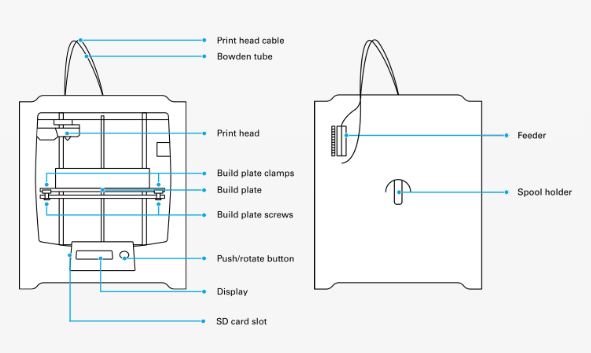 Print head cable
Bowden tube
Print head
Build plate clamps
Build plate
Build plate screws
Push/rotate button
Display
SD card slot
Feeder
Spool holder